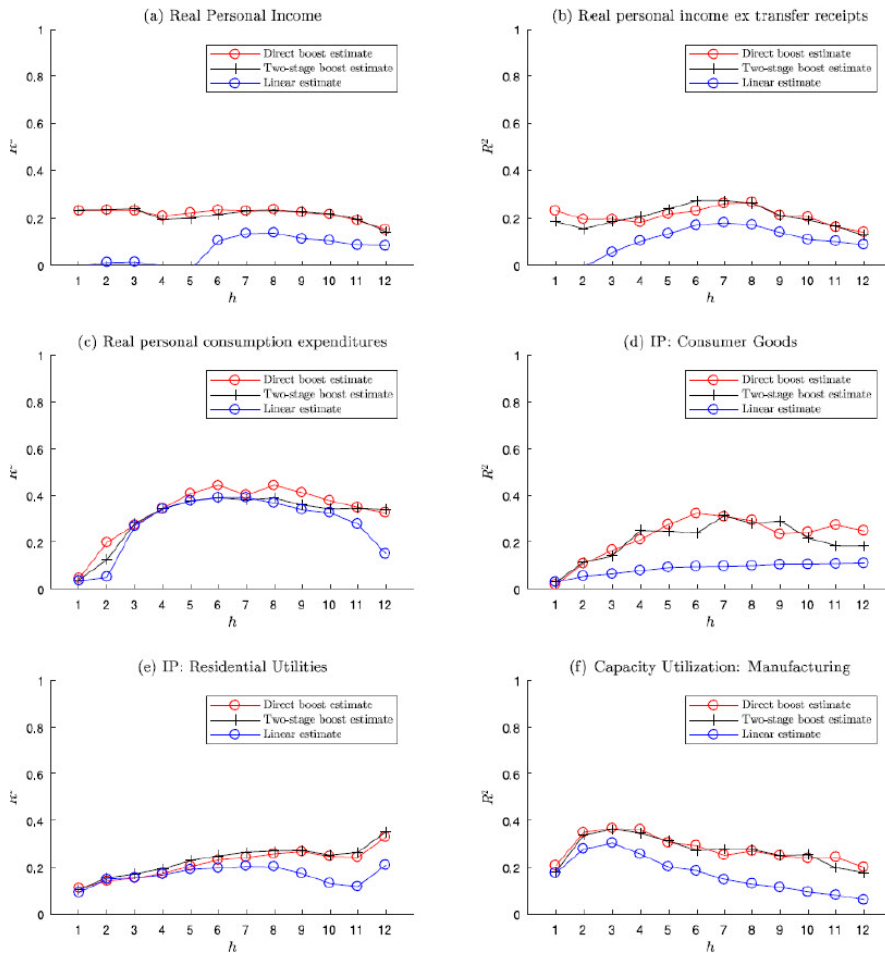 (a) Real Personal Income
1
0.8
0.6
0.4
0.2
0
Direct boost estimate
Two-stage boost estimate
Linear estimate
1 2 3 4 5 6 7 8 9 10 11 12
h
(b) Real personal income ex transfer receipts
1
0.8
0.6
0.4
0.2
0
R²
Direct boost estimate
Two-stage boost estimate
Linear estimate
1 2 3 4 5 6 7 8 9 10 11 12
h
(c) Real personal consumption expenditures
1
0.8
0.6
0.4
0.2
0
Direct boost estimate
Two-stage boost estimate
Linear estimate
1 2 3 4 5 6 7 8 9 10 11 12
h
(d) IP: Consumer Goods
1
0.8
0.6
0.4
0.2
0
R²
Direct boost estimate
Two-stage boost estimate
Linear estimate
1 2 3 4 5 6 7 8 9 10 11 12
h
(e) IP: Residential Utilities
1
0.8
0.6
0.4
0.2
0
Direct boost estimate
Two-stage boost estimate
Linear estimate
1 2 3 4 5 6 7 8 9 10 11 12
h
(f) Capacity Utilization: Manufacturing
1
0.8
0.6
0.4
0.2
0
R²
Direct boost estimate
Two-stage boost estimate
Linear estimate
1 2 3 4 5 6 7 8 9 10 11 12
h